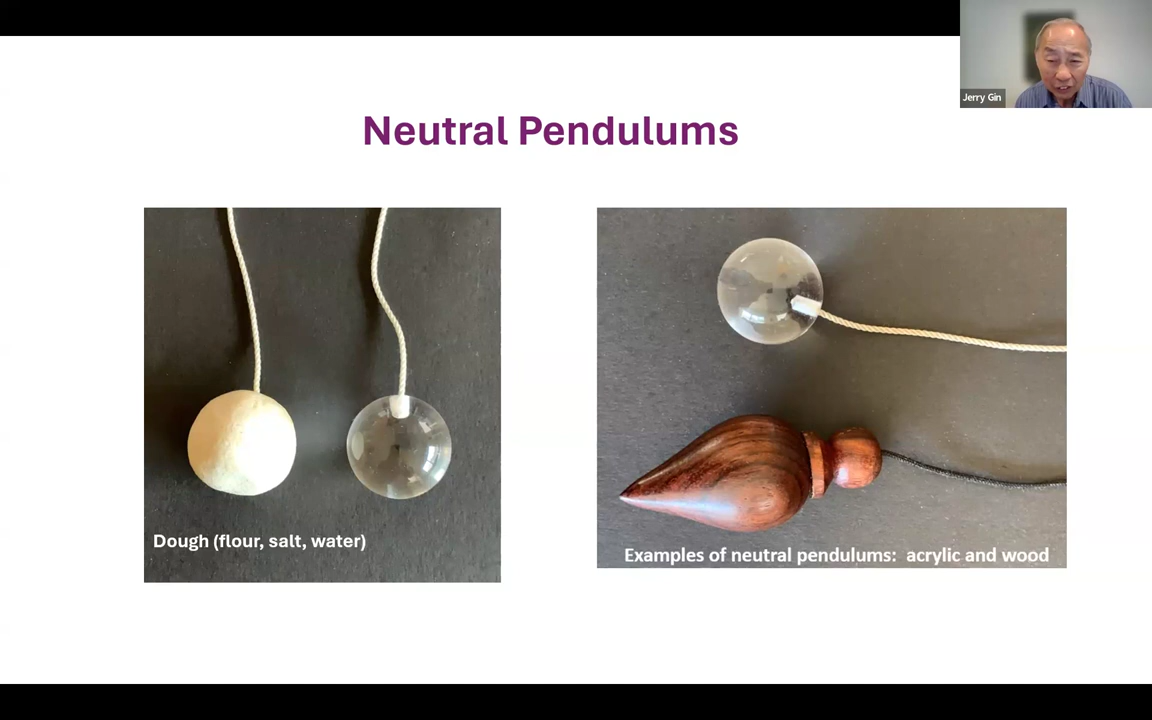 Jerry Gin
Neutral Pendulums
Dough (flour, salt, water)
Examples of neutral pendulums: acrylic and wood